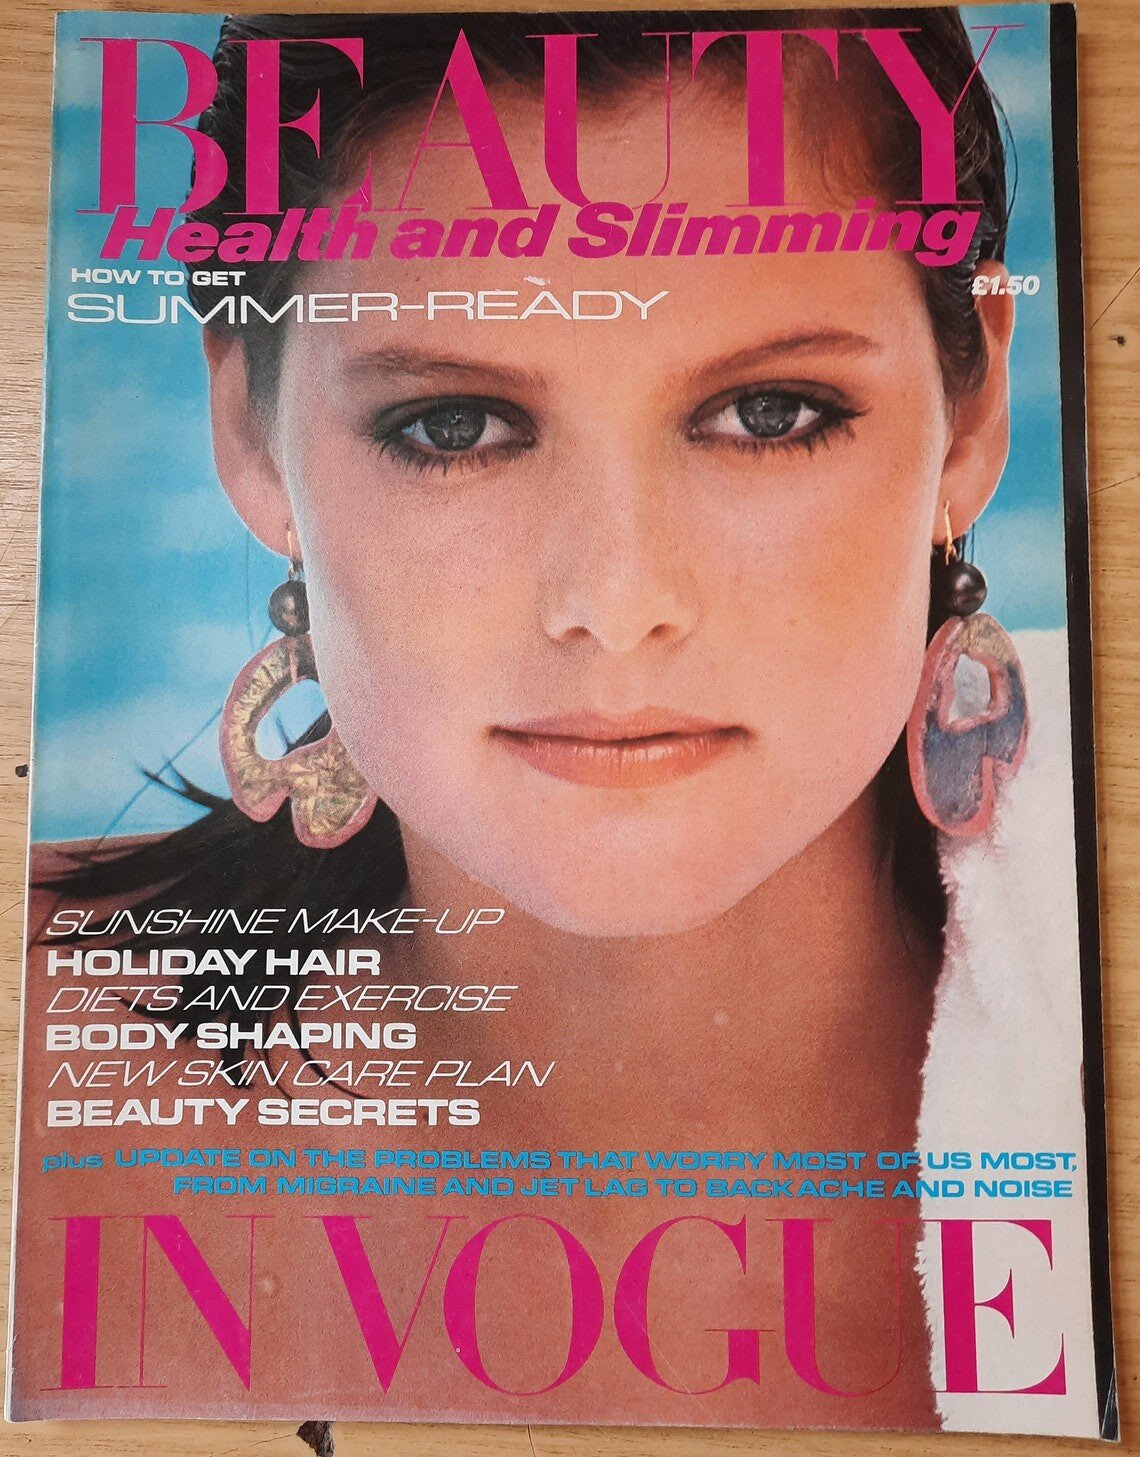 BEAUTY
Health and Slimming
HOW TO GET
SUMMER-READY
£1.50
SUNSHINE MAKE-UP
HOLIDAY HAIR
DIETS AND EXERCISE
BODY SHAPING
NEW SKIN CARE PLAN
BEAUTY SECRETS
plus UPDATE ON THE PROBLEMS THAT WORRY MOST OF US MOST,
FROM MIGRAINE AND JET LAG TO BACKACHE AND NOISE
IN VOGUE